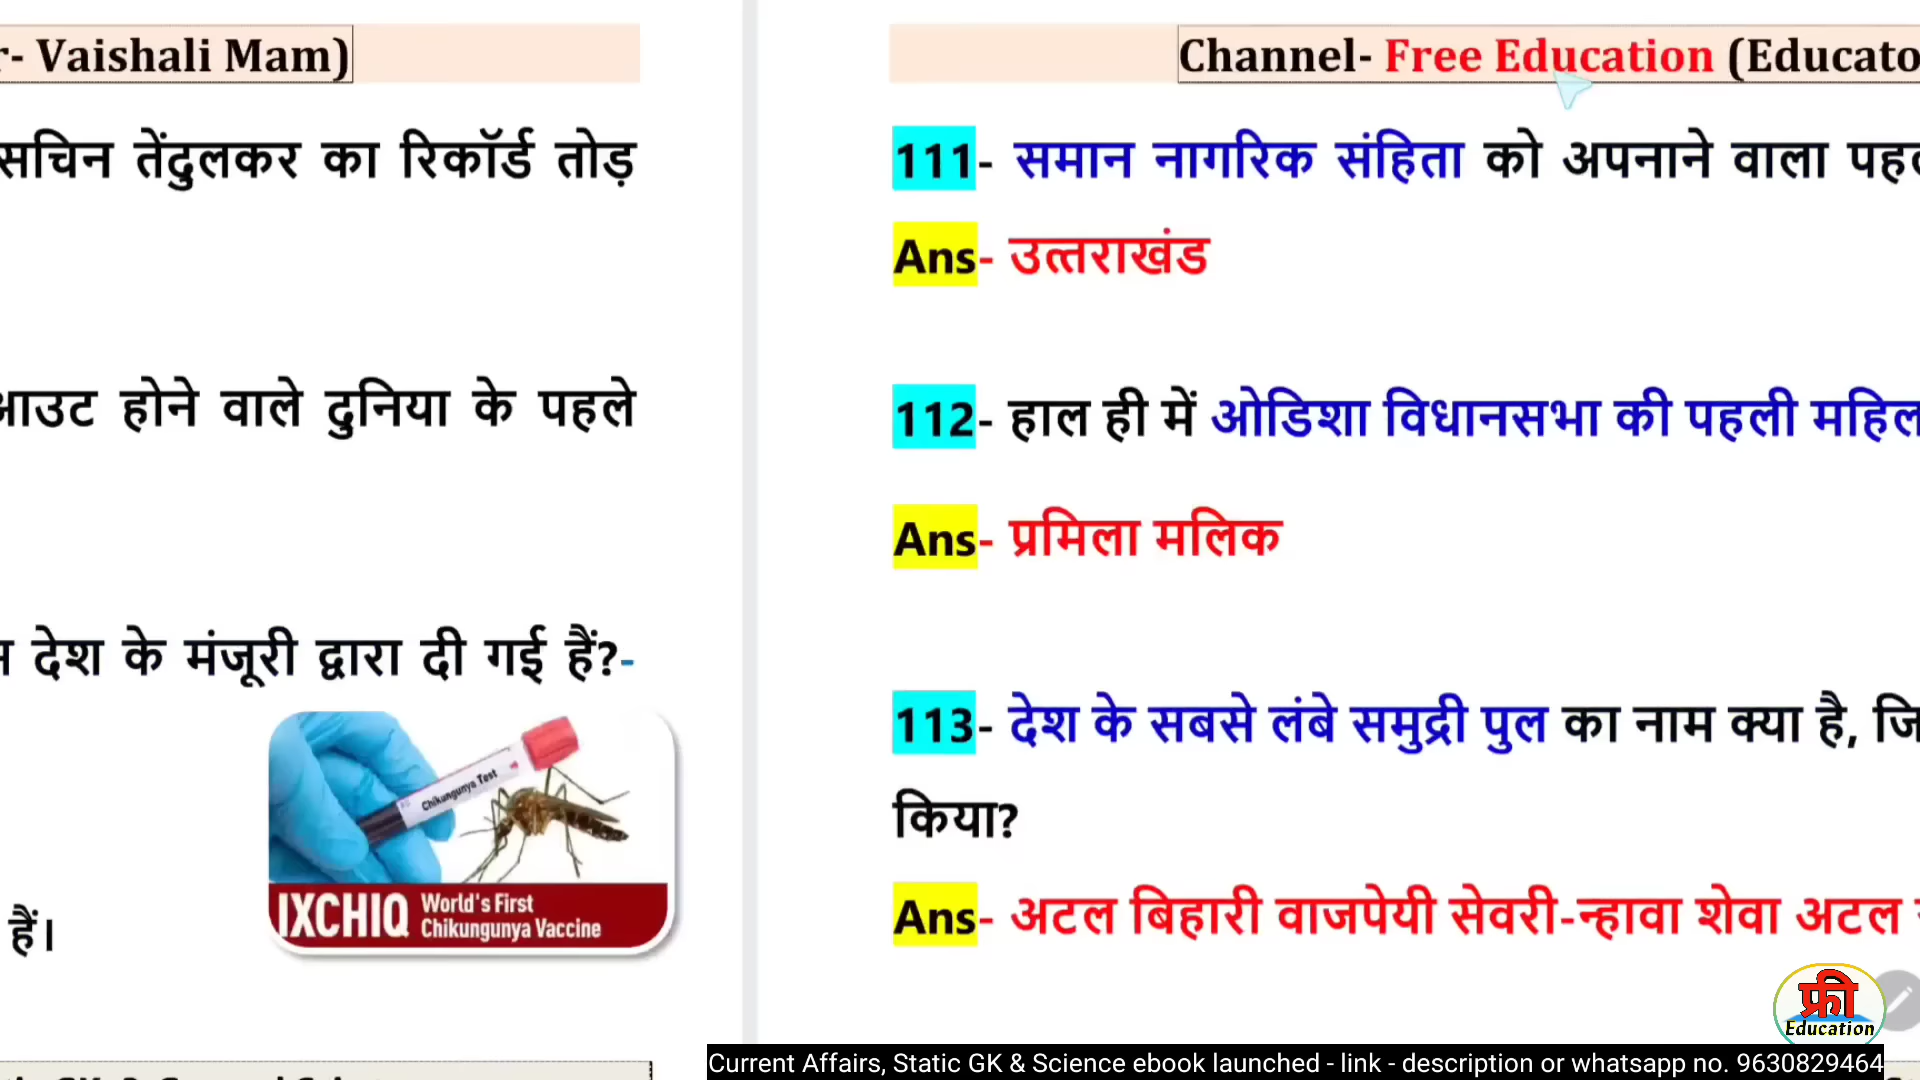 Vaishali Mam)
सचिन तेंदुलकर का रिकॉर्ड तोड़
आउट होने वाले दुनिया के पहले
देश के मंजूरी द्वारा दी गई हैं?-
Chikungunya Test
IXCHIQ World's First
Chikungunya Vaccine
हैं।
Channel- Free Education (Educato
111- समान नागरिक संहिता को अपनाने वाला
Ans- उत्तराखंड
112- हाल ही में ओडिशा विधानसभा की पहली
Ans- प्रमिला मलिक
113- देश के सबसे लंबे समुद्री पुल का नाम क्या है,
किया?
Ans- अटल बिहारी वाजपेयी सेवरी-न्हावा शेवा अटल
फ्री
Education
Current Affairs, Static GK & Science ebook launched - link - description or whatsapp no. 9630829464